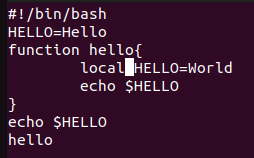 #!/bin/bash
HELLO=Hello
function hello{
        local HELLO=World
        echo $HELLO
}
echo $HELLO
hello